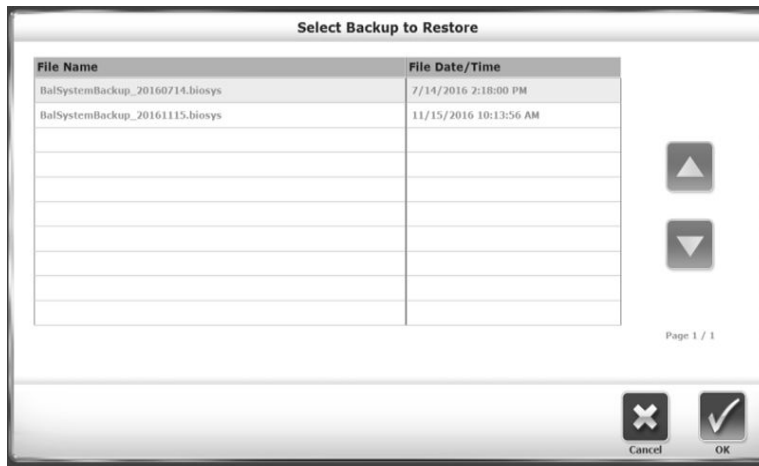 Select Backup to Restore
File Name File Date/Time
BalSystemBackup_20160714.biosys 7/14/2016 2:18:00 PM
BalSystemBackup_20161115.biosys 11/15/2016 10:13:56 AM
Page 1 / 1
Cancel OK